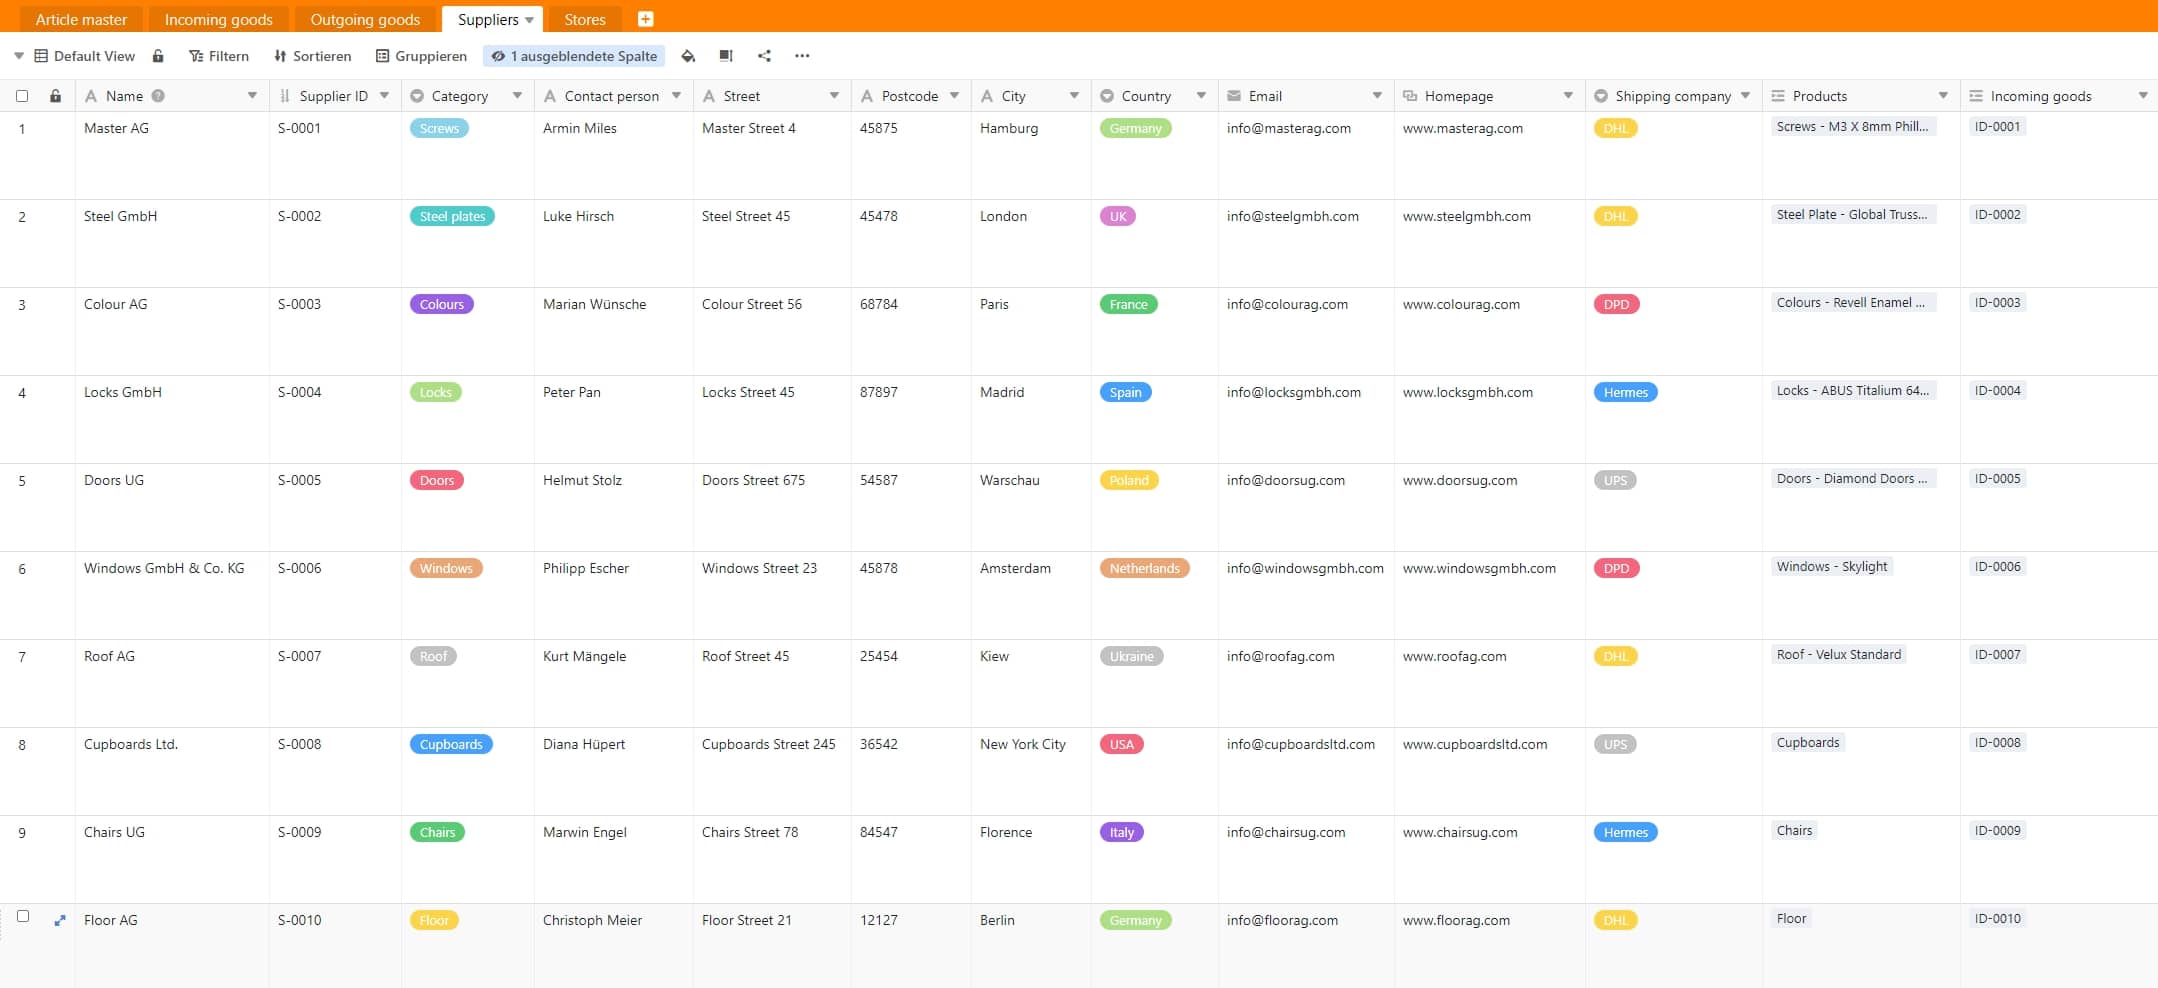 Article master Incoming goods Outgoing goods Suppliers Stores
Default View Filtern Sortieren Gruppieren 1 ausgeblendete Spalte
Name Supplier ID Category Contact person Street Postcode City Country Email Homepage Shipping company Products Incoming goods
1 Master AG S-0001 Screws Armin Miles Master Street 4 45875 Hamburg Germany info@masterag.com www.masterag.com DHL Screws - M3 X 8mm Phill... ID-0001
2 Steel GmbH S-0002 Steel plates Luke Hirsch Steel Street 45 45478 London UK info@steelgmbh.com www.steelgmbh.com DHL Steel Plate - Global Truss... ID-0002
3 Colour AG S-0003 Colours Marian Wünsche Colour Street 56 68784 Paris France info@colourag.com www.colourag.com DPD Colours - Revell Enamel ... ID-0003
4 Locks GmbH S-0004 Locks Peter Pan Locks Street 45 87897 Madrid Spain info@locksgmbh.com www.locksgmbh.com Hermes Locks - ABUS Titalium 64... ID-0004
5 Doors UG S-0005 Doors Helmut Stolz Doors Street 675 54587 Warschau Poland info@doorsug.com www.doorsug.com UPS Doors - Diamond Doors ... ID-0005
6 Windows GmbH & Co. KG S-0006 Windows Philipp Escher Windows Street 23 45878 Amsterdam Netherlands info@windowsgmbh.com www.windowsgmbh.com DPD Windows - Skylight ID-0006
7 Roof AG S-0007 Roof Kurt Mängele Roof Street 45 25454 Kiew Ukraine info@roofag.com www.roofag.com DHL Roof - Velux Standard ID-0007
8 Cupboards Ltd. S-0008 Cupboards Diana Hüpert Cupboards Street 245 36542 New York City USA info@cupboardsltd.com www.cupboardsltd.com UPS Cupboards ID-0008
9 Chairs UG S-0009 Chairs Marwin Engel Chairs Street 78 84547 Florence Italy info@chairsug.com www.chairsug.com Hermes Chairs ID-0009
Floor AG S-0010 Floor Christoph Meier Floor Street 21 12127 Berlin Germany info@floorag.com www.floorag.com DHL Floor ID-0010